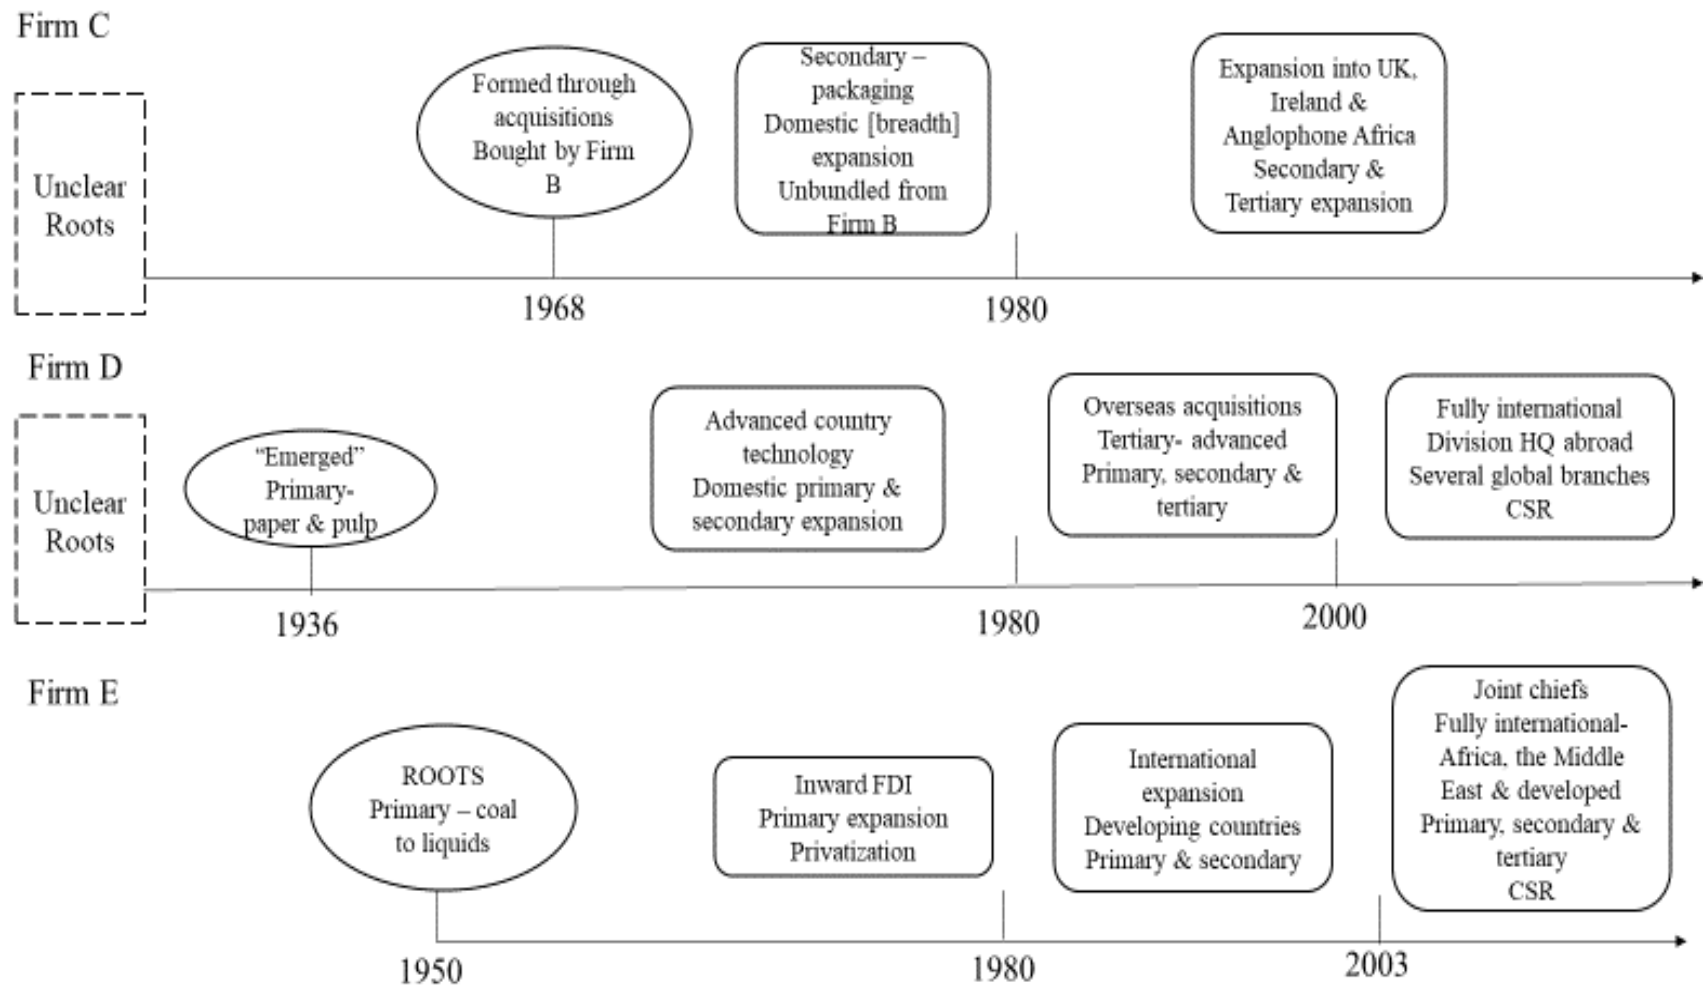 Firm C
Unclear
Roots
Formed through
acquisitions
Bought by Firm
B
Secondary –
packaging
Domestic [breadth]
expansion
Unbundled from
Firm B
Expansion into UK,
Ireland &
Anglophone Africa
Secondary &
Tertiary expansion
1968
1980
Firm D
Unclear
Roots
“Emerged”
Primary-
paper & pulp
Advanced country
technology
Domestic primary &
secondary expansion
Overseas acquisitions
Tertiary- advanced
Primary, secondary &
tertiary
Fully international
Division HQ abroad
Several global branches
CSR
1936
1980
2000
Firm E
ROOTS
Primary – coal
to liquids
Inward FDI
Primary expansion
Privatization
International
expansion
Developing countries
Primary & secondary
Joint chiefs
Fully international-
Africa, the Middle
East & developed
Primary, secondary &
tertiary
CSR
1950
1980
2003